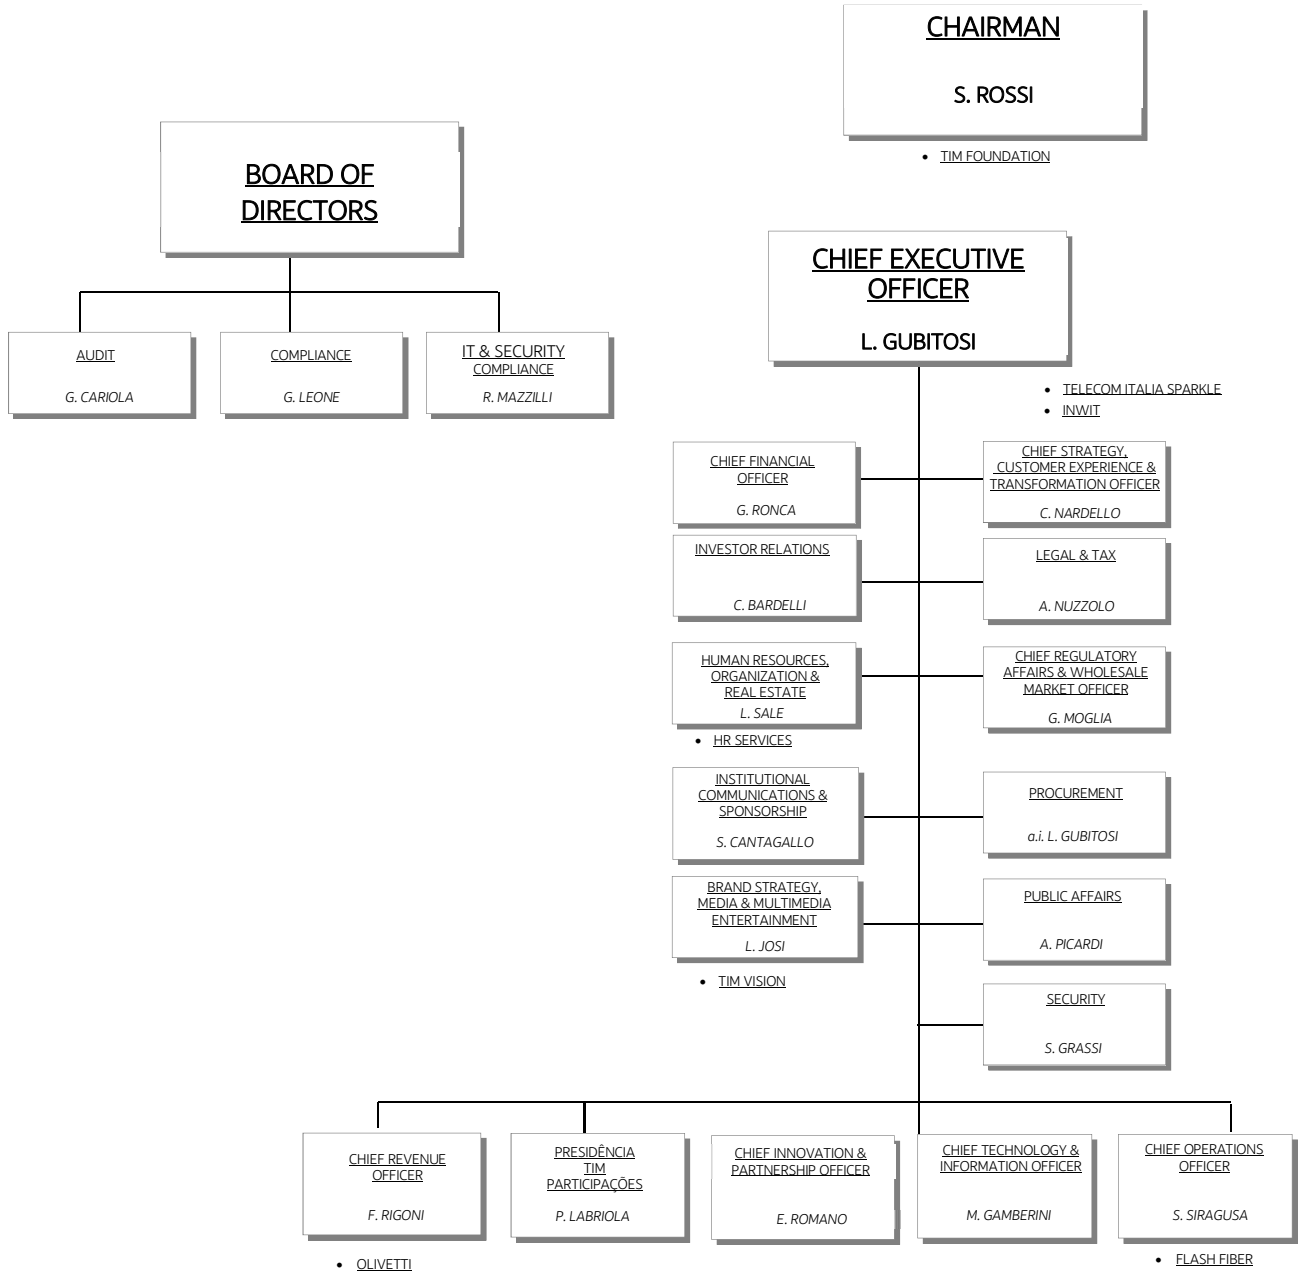 CHAIRMAN
S. ROSSI
• TIM FOUNDATION
BOARD OF
DIRECTORS
AUDIT
G. CARIOLA
COMPLIANCE
G. LEONE
IT & SECURITY
COMPLIANCE
R. MAZZILLI
CHIEF EXECUTIVE
OFFICER
L. GUBITOSI
• TELECOM ITALIA SPARKLE
• INWIT
CHIEF FINANCIAL
OFFICER
G. RONCA
CHIEF STRATEGY,
CUSTOMER EXPERIENCE &
TRANSFORMATION OFFICER
C. NARDELLO
INVESTOR RELATIONS
C. BARDELLI
LEGAL & TAX
A. NUZZOLO
HUMAN RESOURCES,
ORGANIZATION &
REAL ESTATE
L. SALE
• HR SERVICES
CHIEF REGULATORY
AFFAIRS & WHOLESALE
MARKET OFFICER
G. MOGLIA
INSTITUTIONAL
COMMUNICATIONS &
SPONSORSHIP
S. CANTAGALLO
PROCUREMENT
a.i. L. GUBITOSI
BRAND STRATEGY,
MEDIA & MULTIMEDIA
ENTERTAINMENT
L. JOSI
• TIM VISION
PUBLIC AFFAIRS
A. PICARDI
SECURITY
S. GRASSI
CHIEF REVENUE
OFFICER
F. RIGONI
• OLIVETTI
PRESIDÊNCIA
TIM
PARTICIPAÇÕES
P. LABRIOLA
CHIEF INNOVATION &
PARTNERSHIP OFFICER
E. ROMANO
CHIEF TECHNOLOGY &
INFORMATION OFFICER
M. GAMBERINI
CHIEF OPERATIONS
OFFICER
S. SIRAGUSA
• FLASH FIBER